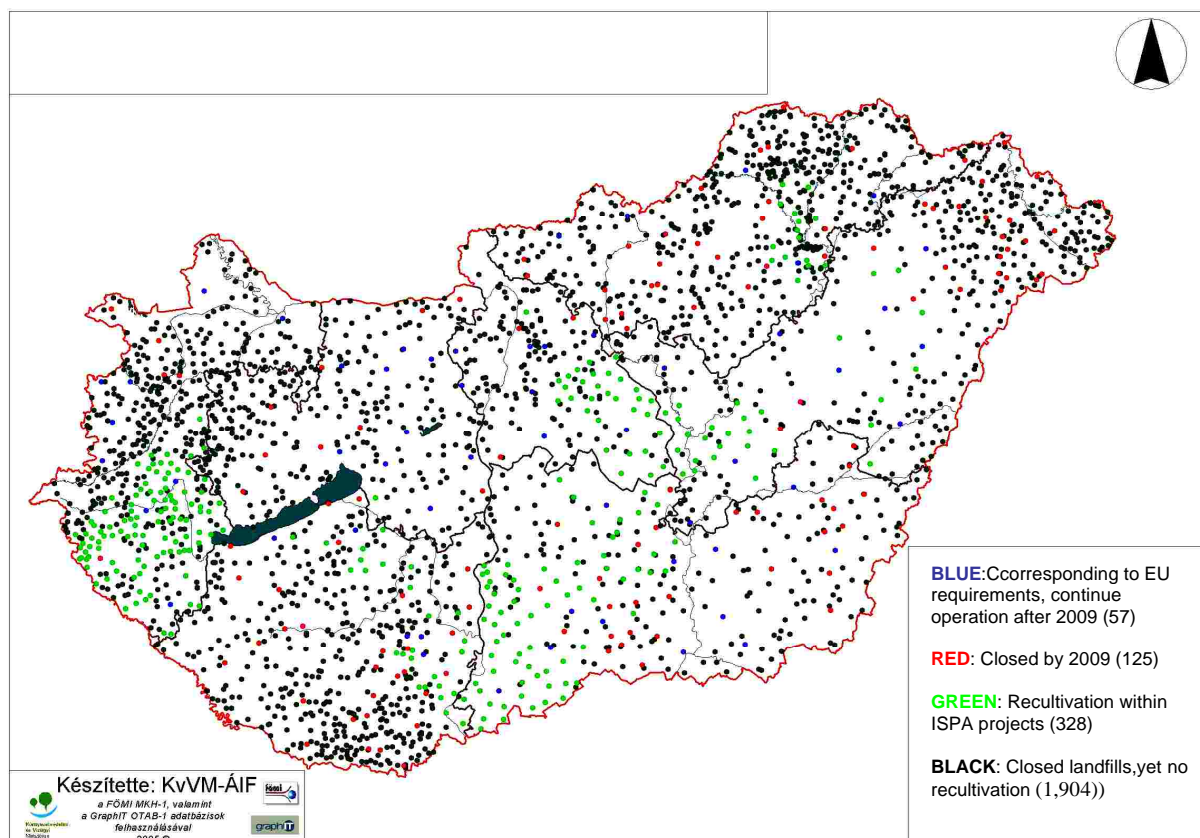 BLUE:Ccorresponding to EU
requirements, continue
operation after 2009 (57)
RED: Closed by 2009 (125)
GREEN: Recultivation within
ISPA projects (328)
BLACK: Closed landfills,yet no
recultivation (1,904))
Készítette: KvVM-ÁIF
a FÖMI MKH-1, valamint
a GraphIT OTAB-1 adatbázisok
felhasználásával
Fömi
graphIT